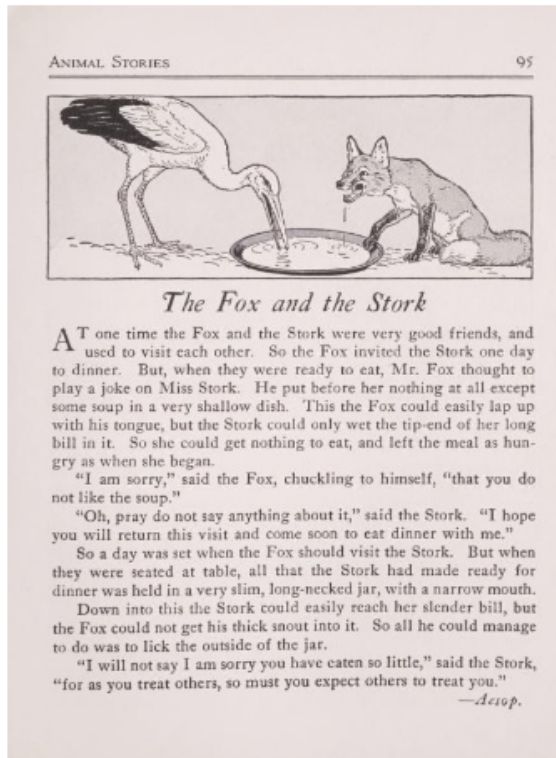 ANIMAL STORIES 95
The Fox and the Stork
AT one time the Fox and the Stork were very good friends, and
used to visit each other. So the Fox invited the Stork one day
to dinner. But, when they were ready to eat, Mr. Fox thought to
play a joke on Miss Stork. He put before her nothing at all except
some soup in a very shallow dish. This the Fox could easily lap up
with his tongue, but the Stork could only wet the tip-end of her long
bill in it. So she could get nothing to eat, and left the meal as hun-
gry as when she began.
“I am sorry,” said the Fox, chuckling to himself, “that you do
not like the soup.”
“Oh, pray do not say anything about it,” said the Stork. “I hope
you will return this visit and come soon to eat dinner with me.”
So a day was set when the Fox should visit the Stork. But when
they were seated at table, all that the Stork had made ready for
dinner was held in a very slim, long-necked jar, with a narrow mouth.
Down into this the Stork could easily reach her slender bill, but
the Fox could not get his thick snout into it. So all he could manage
to do was to lick the outside of the jar.
“I will not say I am sorry you have eaten so little,” said the Stork,
“for as you treat others, so must you expect others to treat you.”
—Aesop.